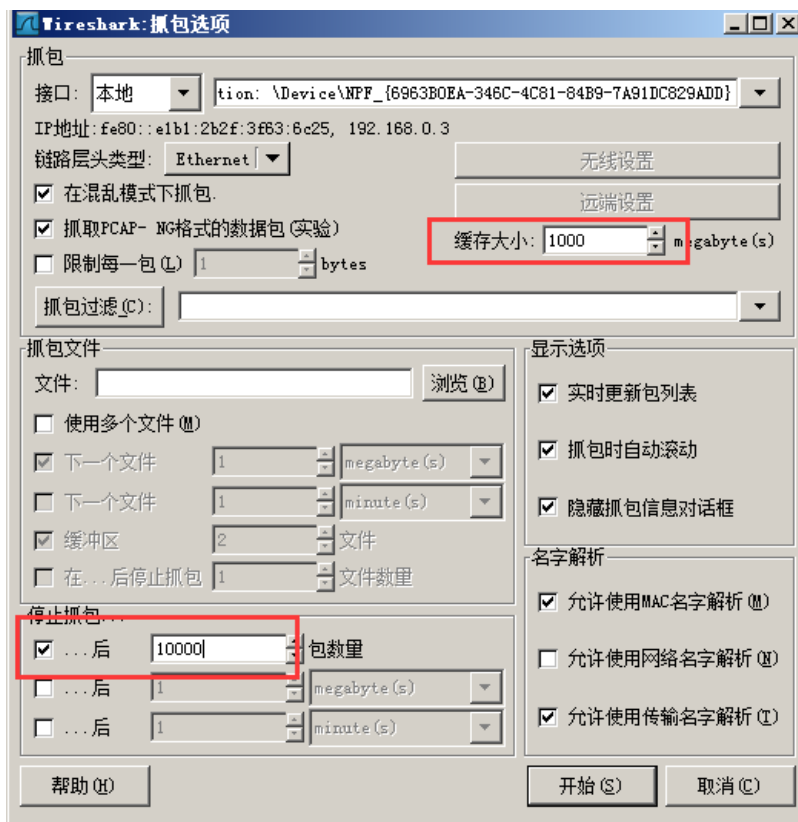 Wireshark:抓包选项
抓包
接口: 本地 tion: \Device\NPF_{6963B0EA-346C-4C81-84B9-7A91DC829ADD}
IP地址:fe80::e1b1:2b2f:3f63:6c25, 192.168.0.3
链路层头类型: Ethernet 无线设置
在混乱模式下抓包. 远端设置
抓取PCAP- NG格式的数据包(实验) 缓存大小: 1000 megabyte(s)
限制每一包(L) 1 bytes
抓包过滤(C):
抓包文件
文件: 浏览(B)
使用多个文件(M)
下一个文件 1 megabyte(s)
下一个文件 1 minute(s)
缓冲区 2 文件
在...后停止抓包 1 文件数量
停止抓包...
...后 10000 包数量
...后 1 megabyte(s)
...后 1 minute(s)
显示选项
实时更新包列表
抓包时自动滚动
隐藏抓包信息对话框
名字解析
允许使用MAC名字解析(M)
允许使用网络名字解析(N)
允许使用传输名字解析(T)
帮助(H) 开始(S) 取消(C)